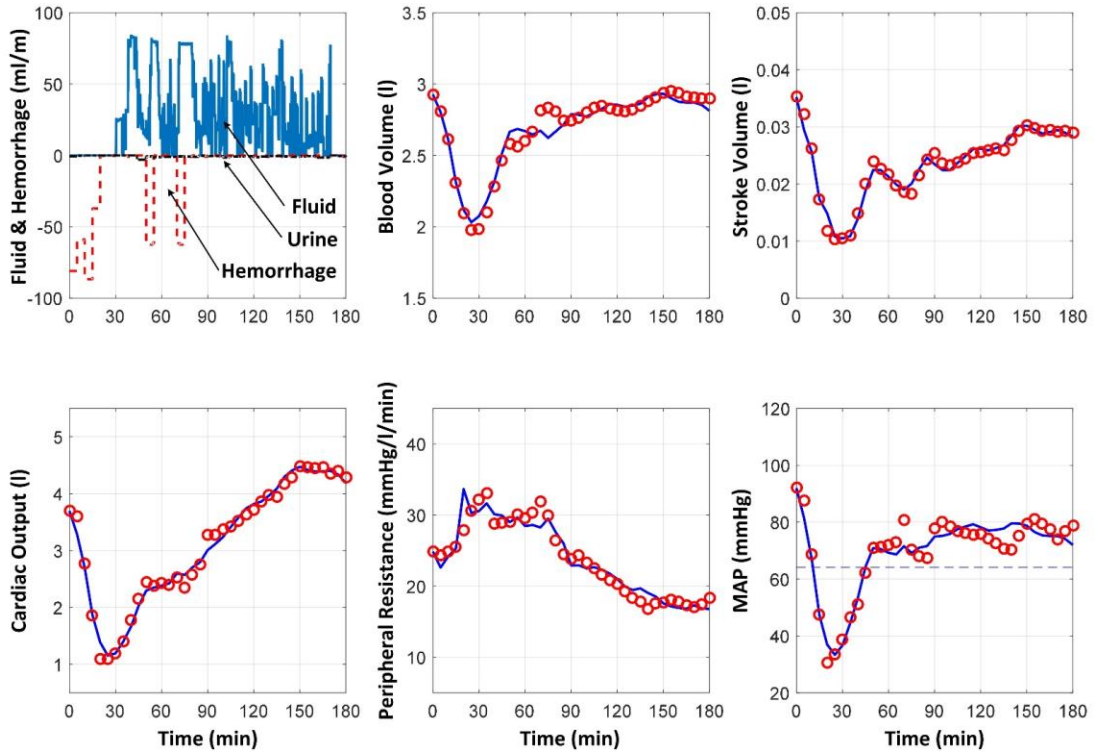 Fluid & Hemorrhage (ml/m)
100
50
0
-50
-100
Fluid
Urine
Hemorrhage
0 30 60 90 120 150 180
Blood Volume (l)
3.5
3
2.5
2
1.5
0 30 60 90 120 150 180
Stroke Volume (l)
0.05
0.04
0.03
0.02
0.01
0
0 30 60 90 120 150 180
Cardiac Output (l)
5
4
3
2
1
0 30 60 90 120 150 180
Time (min)
Peripheral Resistance (mmHg/l/min)
40
30
20
10
0 30 60 90 120 150 180
Time (min)
MAP (mmHg)
120
100
80
60
40
20
0 30 60 90 120 150 180
Time (min)